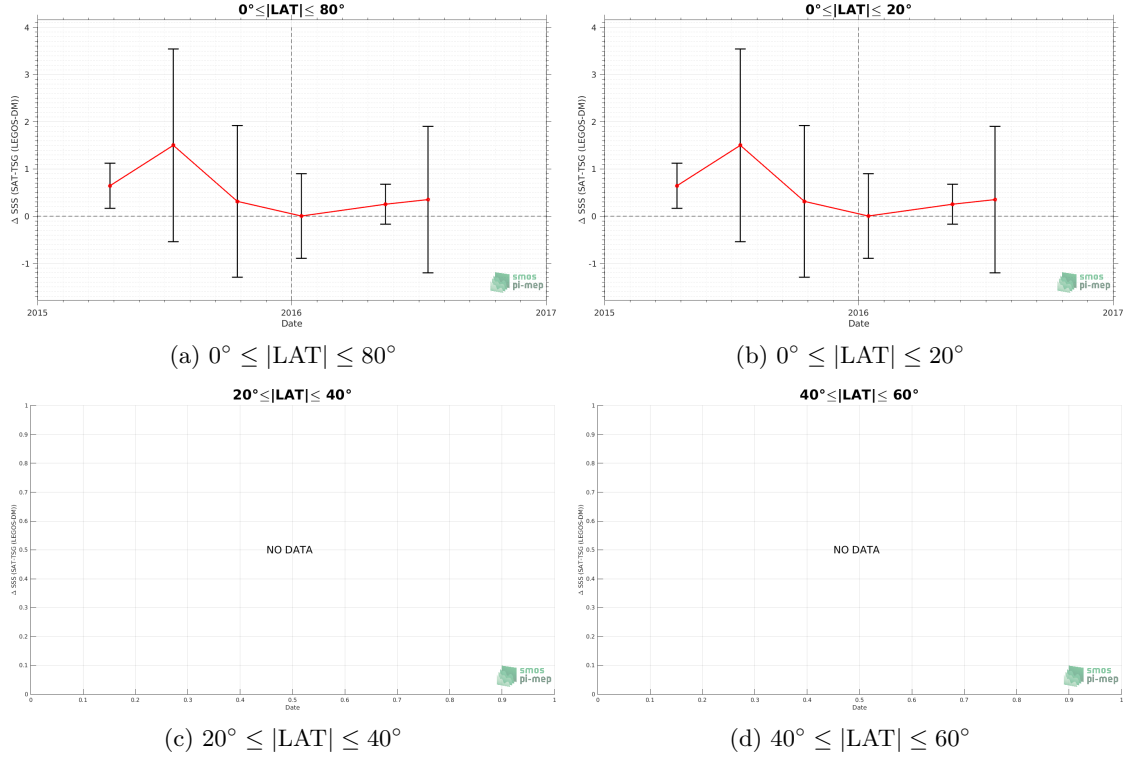 0°≤|LAT|≤ 80°
Δ SSS (SAT-TSG (LEGOS-DM))
4
3
2
1
0
-1
2015
2016
2017
Date
smos
pi-mep
(a) 0° ≤ |LAT| ≤ 80°
0°≤|LAT|≤ 20°
Δ SSS (SAT-TSG (LEGOS-DM))
4
3
2
1
0
-1
2015
2016
2017
Date
smos
pi-mep
(b) 0° ≤ |LAT| ≤ 20°
20°≤|LAT|≤ 40°
Δ SSS (SAT-TSG (LEGOS-DM))
1
0.9
0.8
0.7
0.6
0.5
0.4
0.3
0.2
0.1
0
NO DATA
0
0.1
0.2
0.3
0.4
0.5
0.6
0.7
0.8
0.9
1
Date
smos
pi-mep
(c) 20° ≤ |LAT| ≤ 40°
40°≤|LAT|≤ 60°
Δ SSS (SAT-TSG (LEGOS-DM))
1
0.9
0.8
0.7
0.6
0.5
0.4
0.3
0.2
0.1
0
NO DATA
0
0.1
0.2
0.3
0.4
0.5
0.6
0.7
0.8
0.9
1
Date
smos
pi-mep
(d) 40° ≤ |LAT| ≤ 60°